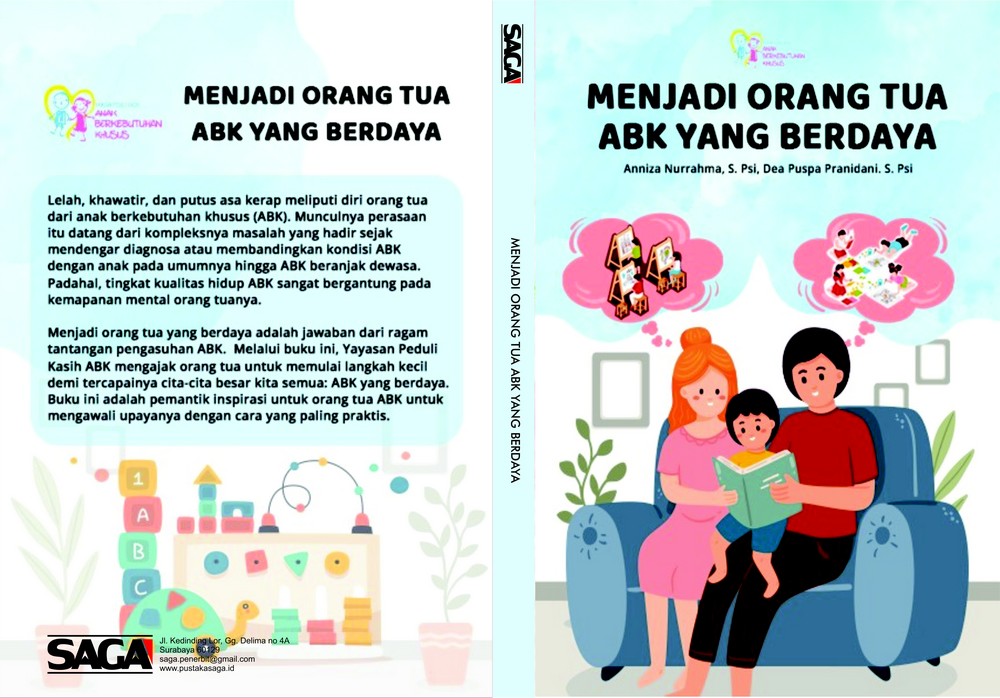 MENJADI ORANG TUA
ABK YANG BERDAYA
ANAK
BERKEBUTUHAN
KHUSUS
Lelah, khawatir, dan putus asa kerap meliputi diri orang tua
dari anak berkebutuhan khusus (ABK). Munculnya perasaan
itu datang dari kompleksnya masalah yang hadir sejak
mendengar diagnosa atau membandingkan kondisi ABK
dengan anak pada umumnya hingga ABK beranjak dewasa.
Padahal, tingkat kualitas hidup ABK sangat bergantung pada
kemapanan mental orang tuanya.
Menjadi orang tua yang berdaya adalah jawaban dari ragam
tantangan pengasuhan ABK. Melalui buku ini, Yayasan Peduli
Kasih ABK mengajak orang tua untuk memulai langkah kecil
demi tercapainya cita-cita besar kita semua: ABK yang berdaya.
Buku ini adalah pemantik inspirasi untuk orang tua ABK untuk
mengawali upayanya dengan cara yang paling praktis.
1
A
B
C
SAGA
Jl. Kedinding Lor, Gg. Delima no 4A
Surabaya 60129
saga.penerbit@gmail.com
www.pustakasaga.id
SAGA
MENJADI ORANG TUA ABK YANG BERDAYA
ANAK
BERKEBUTUHAN
KHUSUS
MENJADI ORANG TUA
ABK YANG BERDAYA
Anniza Nurrahma, S. Psi, Dea Puspa Pranidani. S. Psi